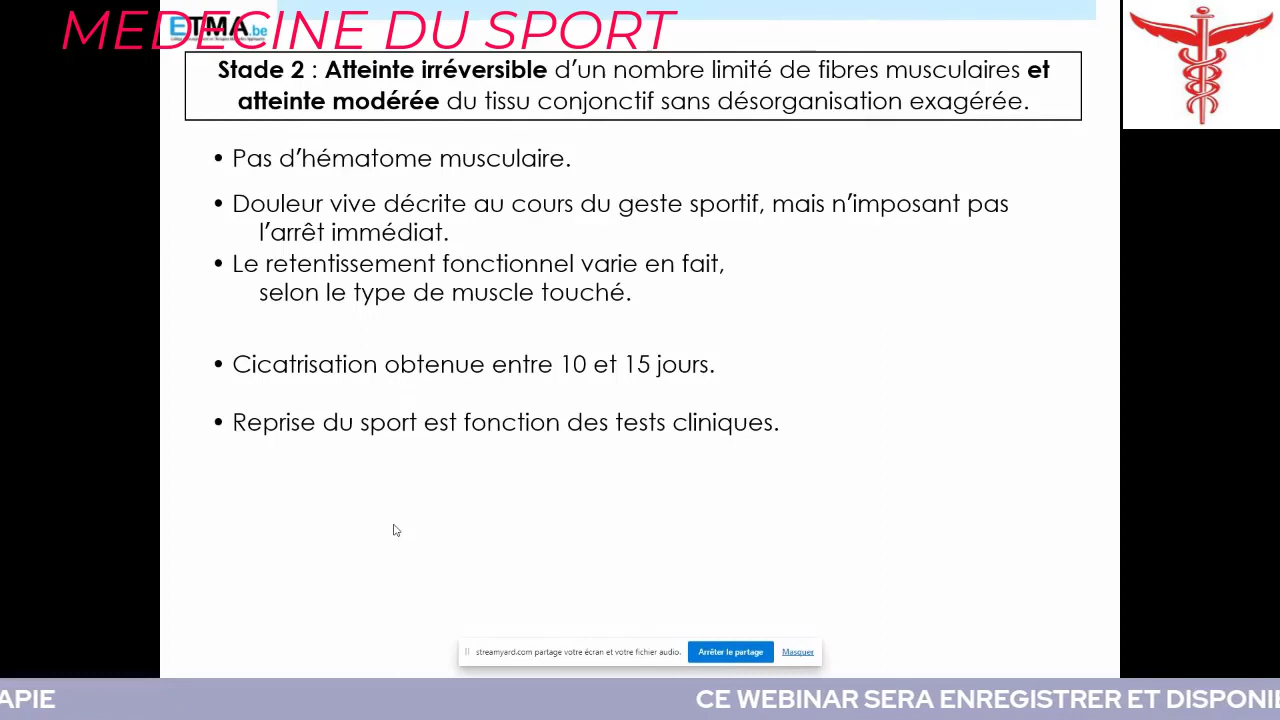 MEDECINE DU SPORT
ETMA.be
Stade 2 : Atteinte irréversible d’un nombre limité de fibres musculaires et
atteinte modérée du tissu conjonctif sans désorganisation exagérée.
• Pas d’hématome musculaire.
• Douleur vive décrite au cours du geste sportif, mais n’imposant pas
l’arrêt immédiat.
• Le retentissement fonctionnel varie en fait,
selon le type de muscle touché.
• Cicatrisation obtenue entre 10 et 15 jours.
• Reprise du sport est fonction des tests cliniques.
streamyard.com partage votre écran et votre fichier audio. Arrêter le partage Masquer
APIE CE WEBINAR SERA ENREGISTRER ET DISPONIE